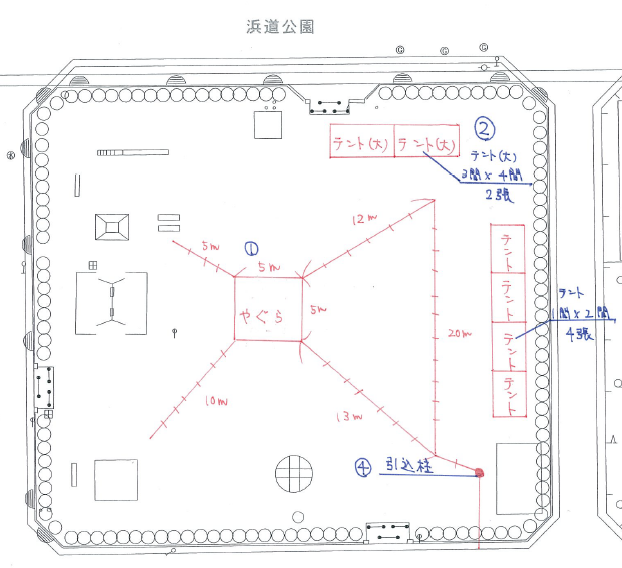 浜道公園
G
G
G
テント(大)
テント(大)
②
テント(大)
3間×4間
2張
12m
5m
①
5m
やぐら
5m
20m
テント
テント
テント
テント
テント
1間×2間
4張
10m
13m
④ 引込柱